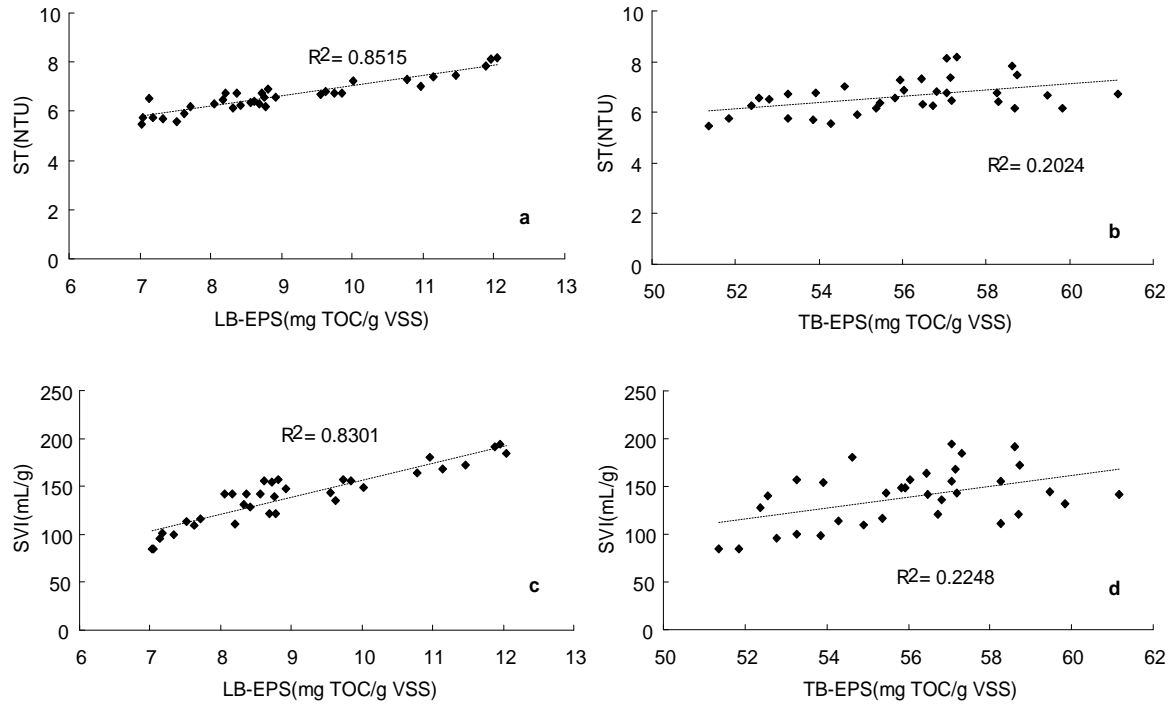 10
8
6
4
2
0
ST(NTU)
R2= 0.8515
a
6 7 8 9 10 11 12 13
LB-EPS(mg TOC/g VSS)
10
8
6
4
2
0
ST(NTU)
R2= 0.2024
b
50 52 54 56 58 60 62
TB-EPS(mg TOC/g VSS)
250
200
150
100
50
0
SVI(mL/g)
R2= 0.8301
c
6 7 8 9 10 11 12 13
LB-EPS(mg TOC/g VSS)
250
200
150
100
50
0
SVI(mL/g)
R2= 0.2248
d
50 52 54 56 58 60 62
TB-EPS(mg TOC/g VSS)